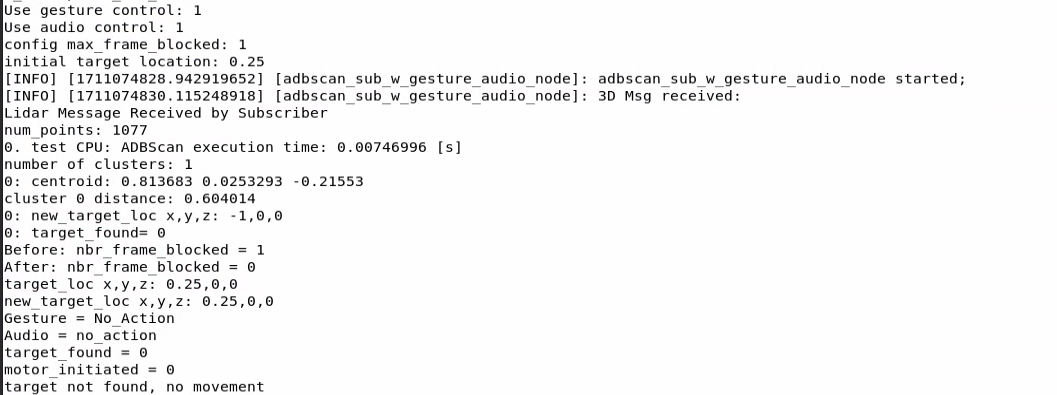 Use gesture control: 1
Use audio control: 1
config max_frame_blocked: 1
initial target location: 0.25
[INFO] [1711074828.942919652] [adbscan_sub_w_gesture_audio_node]: adbscan_sub_w_gesture_audio_node started;
[INFO] [1711074830.115248918] [adbscan_sub_w_gesture_audio_node]: 3D Msg received:
Lidar Message Received by Subscriber
num_points: 1077
0. test CPU: ADBScan execution time: 0.00746996 [s]
number of clusters: 1
0: centroid: 0.813683 0.0253293 -0.21553
cluster 0 distance: 0.604014
0: new_target_loc x,y,z: -1,0,0
0: target_found= 0
Before: nbr_frame_blocked = 1
After: nbr_frame_blocked = 0
target_loc x,y,z: 0.25,0,0
new_target_loc x,y,z: 0.25,0,0
Gesture = No_Action
Audio = no_action
target_found = 0
motor_initiated = 0
target not found, no movement